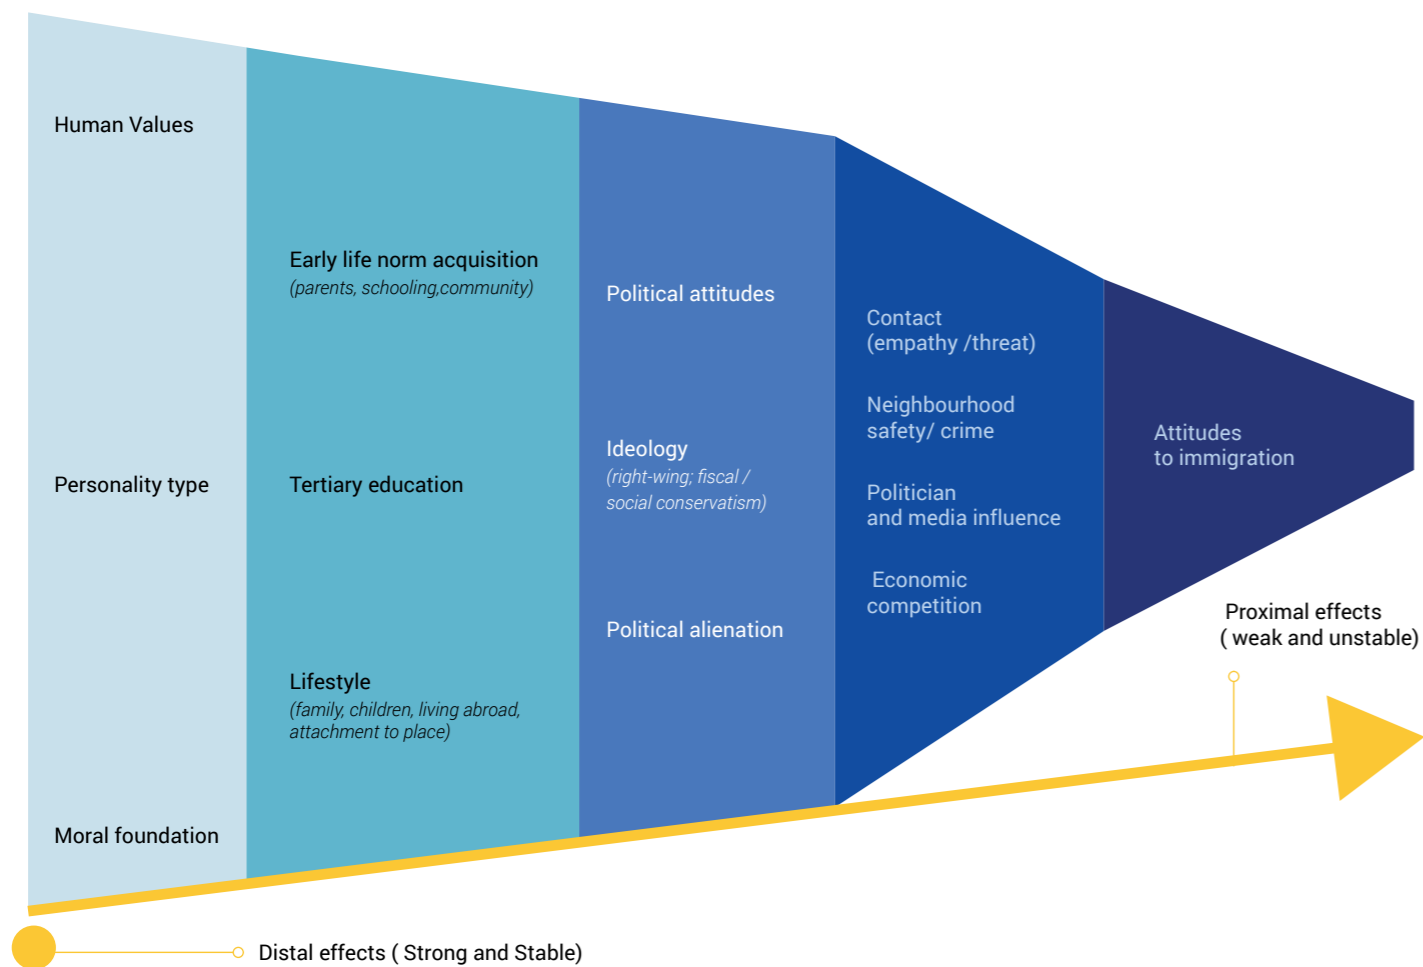 Human Values
Personality type
Moral foundation
Early life norm acquisition
(parents, schooling,community)
Tertiary education
Lifestyle
(family, children, living abroad,
attachment to place)
Political attitudes
Ideology
(right-wing; fiscal /
social conservatism)
Political alienation
Contact
(empathy /threat)
Neighbourhood
safety/ crime
Politician
and media influence
Economic
competition
Attitudes
to immigration
Proximal effects
( weak and unstable)
Distal effects ( Strong and Stable)